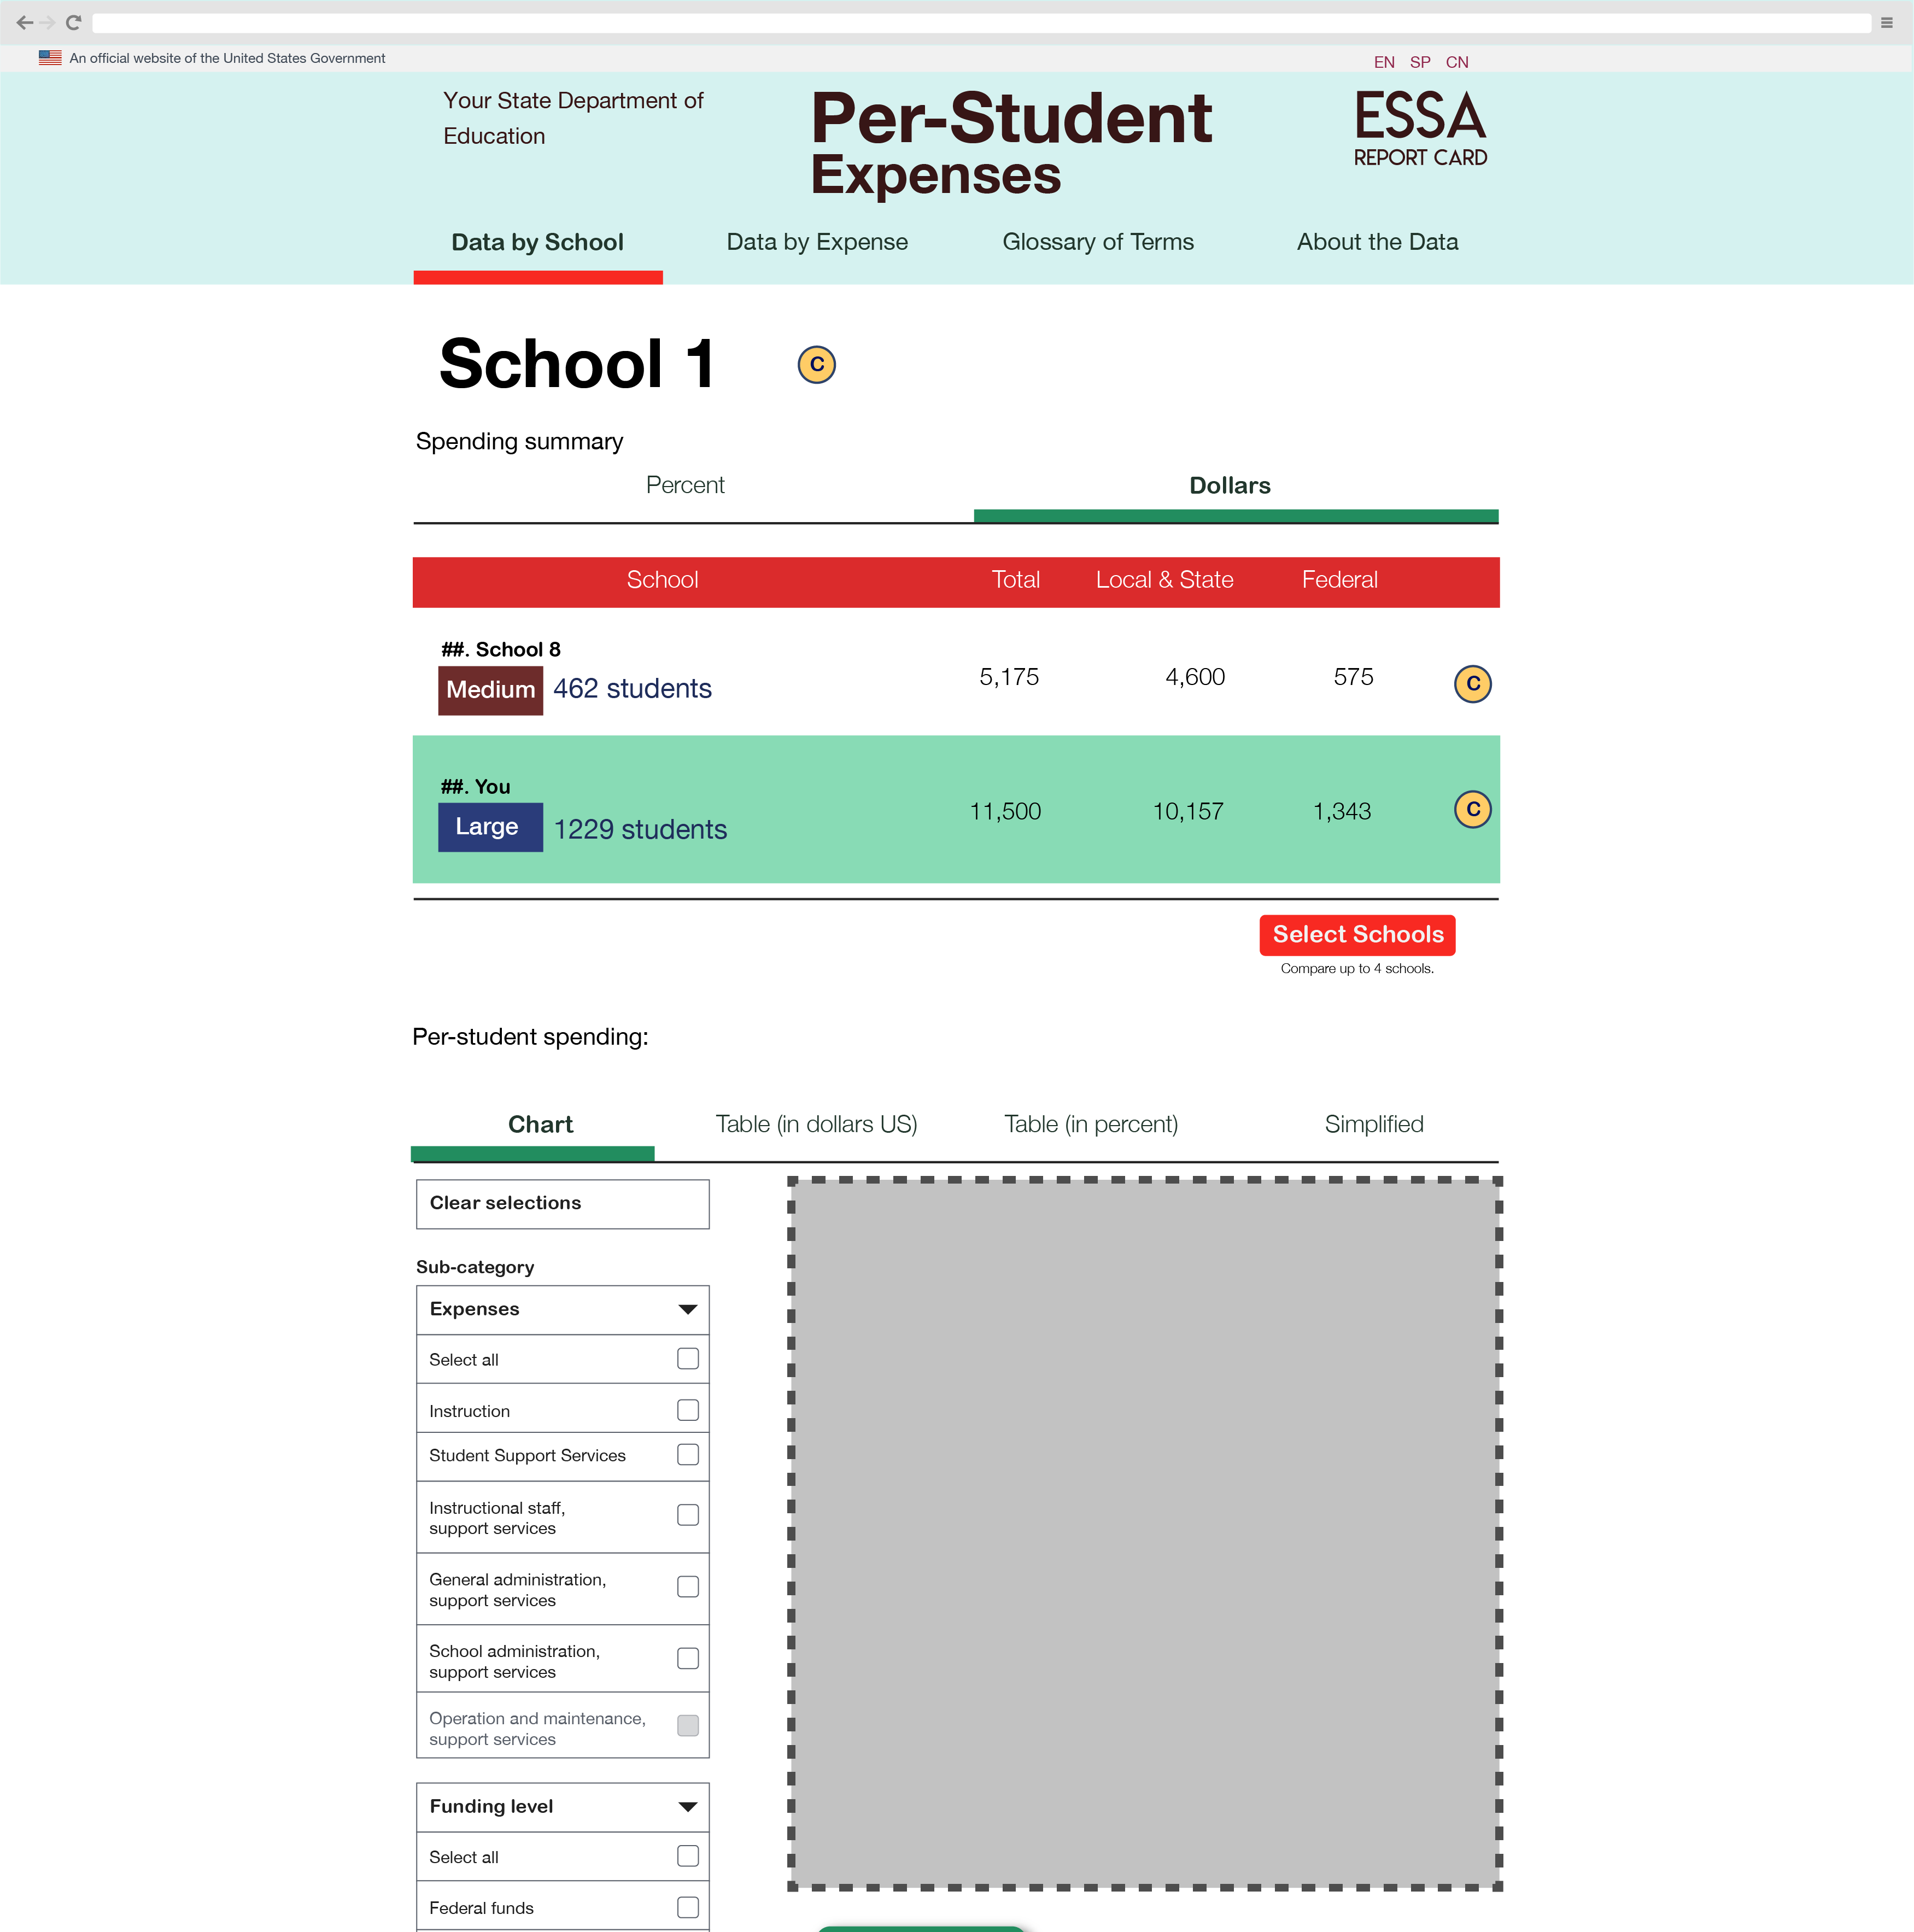 An official website of the United States Government
EN SP CN
Your State Department of
Education
Per-Student
Expenses
ESSA
REPORT CARD
Data by School
Data by Expense
Glossary of Terms
About the Data
School 1
C
Spending summary
Percent
Dollars
School Total Local & State Federal
##. School 8
Medium 462 students 5,175 4,600 575 C
##. You
Large 1229 students 11,500 10,157 1,343 C
Select Schools
Compare up to 4 schools.
Per-student spending:
Chart
Table (in dollars US)
Table (in percent)
Simplified
Clear selections
Sub-category
Expenses
Select all
Instruction
Student Support Services
Instructional staff,
support services
General administration,
support services
School administration,
support services
Operation and maintenance,
support services
Funding level
Select all
Federal funds